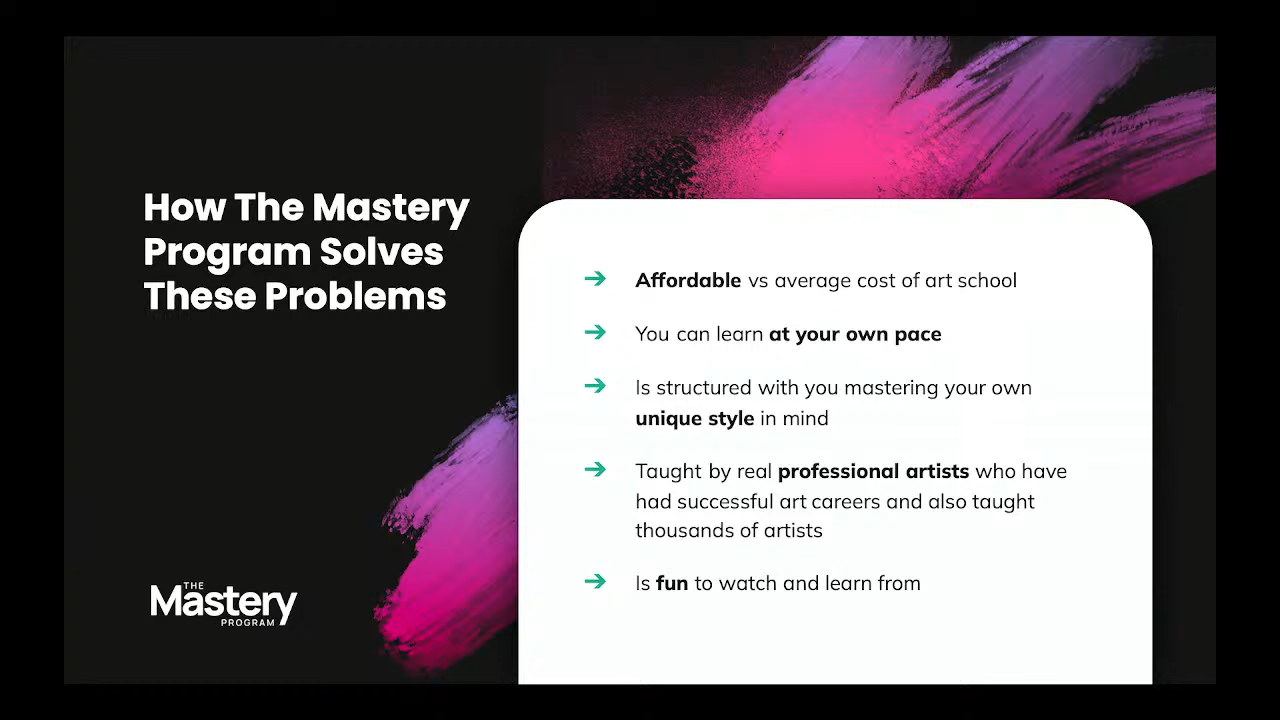 How The Mastery
Program Solves
These Problems
Affordable vs average cost of art school
You can learn at your own pace
Is structured with you mastering your own
unique style in mind
Taught by real professional artists who have
had successful art careers and also taught
thousands of artists
Is fun to watch and learn from
THE
Mastery
PROGRAM